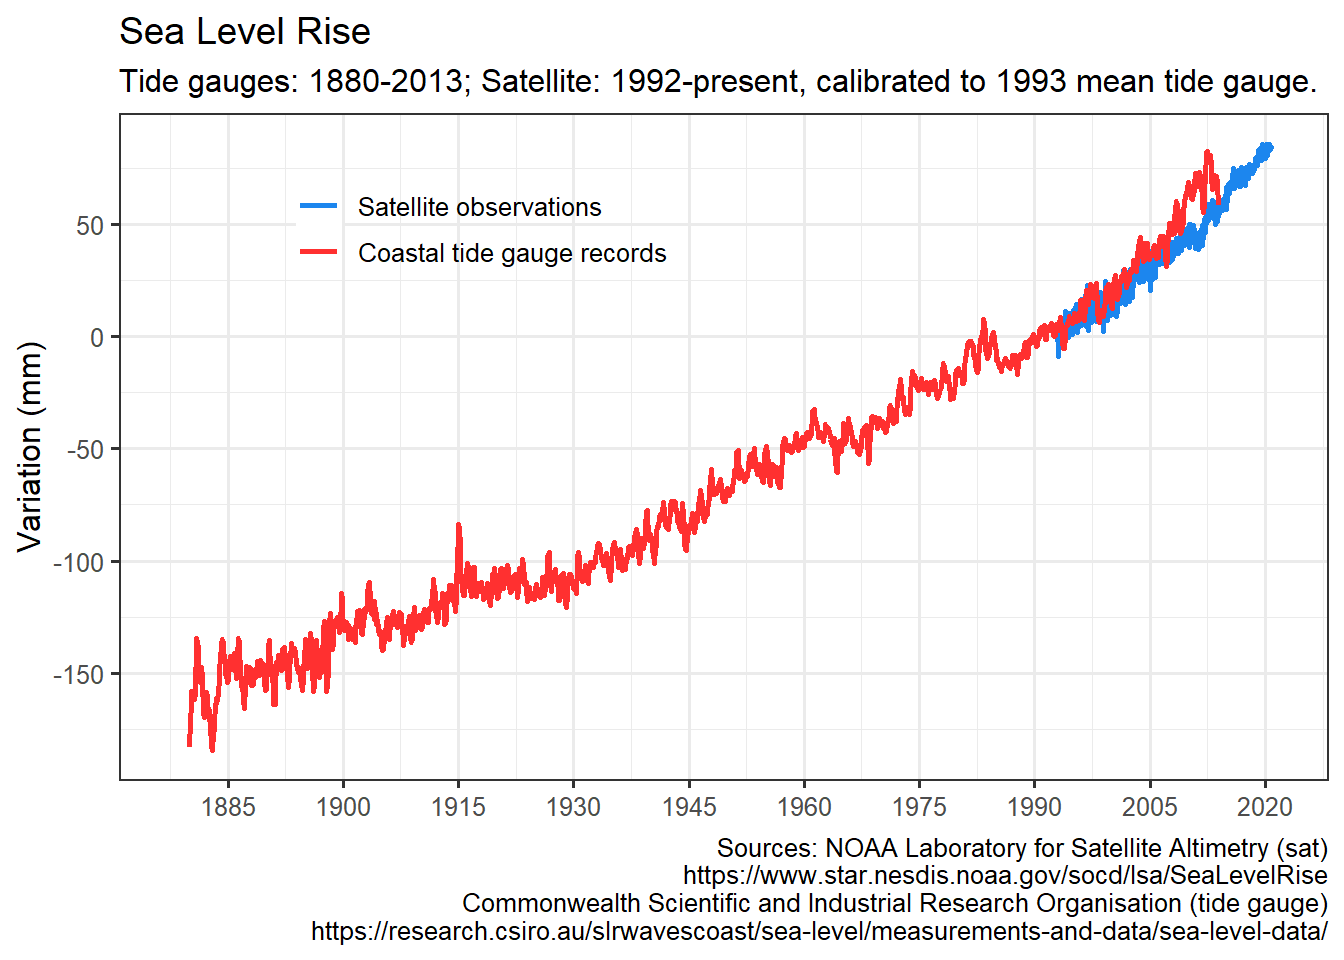 Sea Level Rise
Tide gauges: 1880-2013; Satellite: 1992-present, calibrated to 1993 mean tide gauge.
Satellite observations
Coastal tide gauge records
Variation (mm)
50
0
-50
-100
-150
1885 1900 1915 1930 1945 1960 1975 1990 2005 2020
Sources: NOAA Laboratory for Satellite Altimetry (sat)
https://www.star.nesdis.noaa.gov/socd/lsa/SeaLevelRise
Commonwealth Scientific and Industrial Research Organisation (tide gauge)
https://research.csiro.au/slrwavescoast/sea-level/measurements-and-data/sea-level-data/